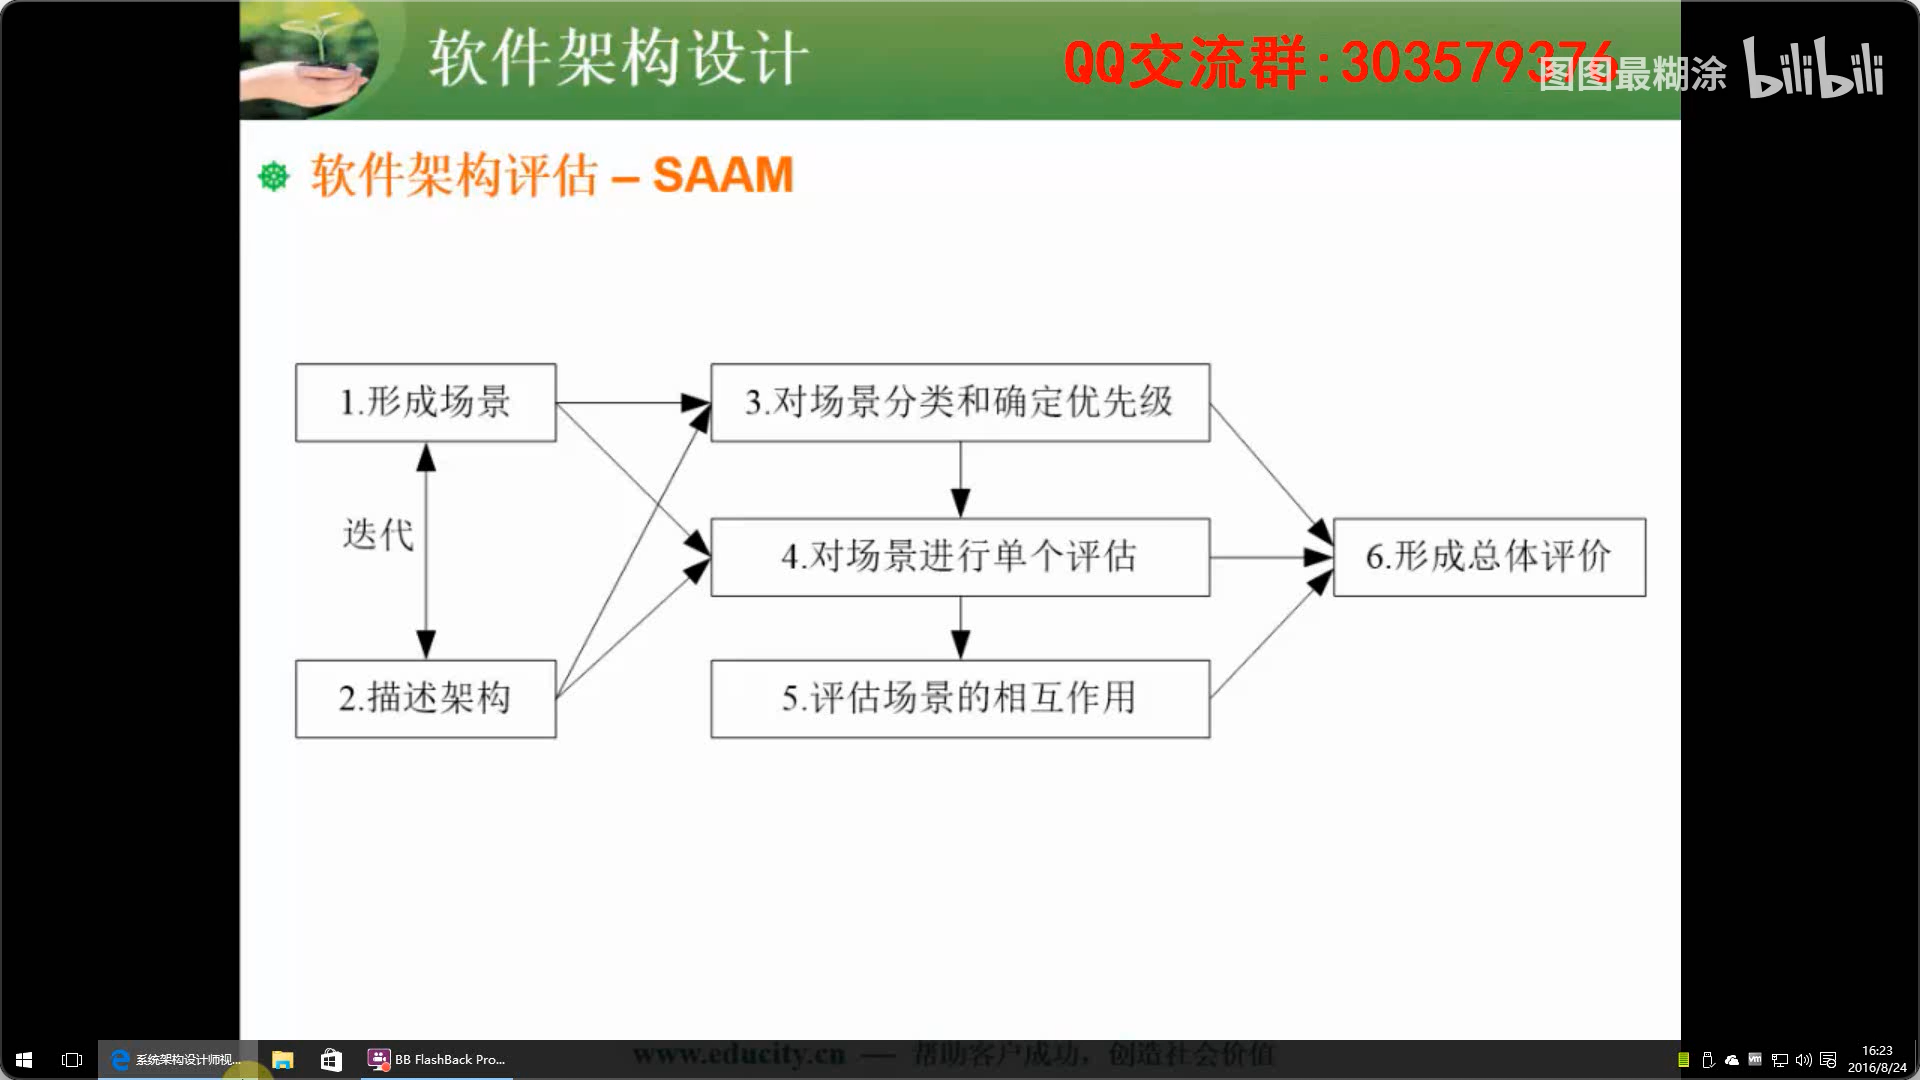 软件架构设计
QQ交流群:303579376
图图最糊涂 bilibili
软件架构评估 – SAAM
1.形成场景
3.对场景分类和确定优先级
迭代
4.对场景进行单个评估
6.形成总体评价
2.描述架构
5.评估场景的相互作用
www.educity.cn — 帮助客户成功，创造社会价值
系统架构设计师视...
BB FlashBack Pro...
16:23
2016/8/24